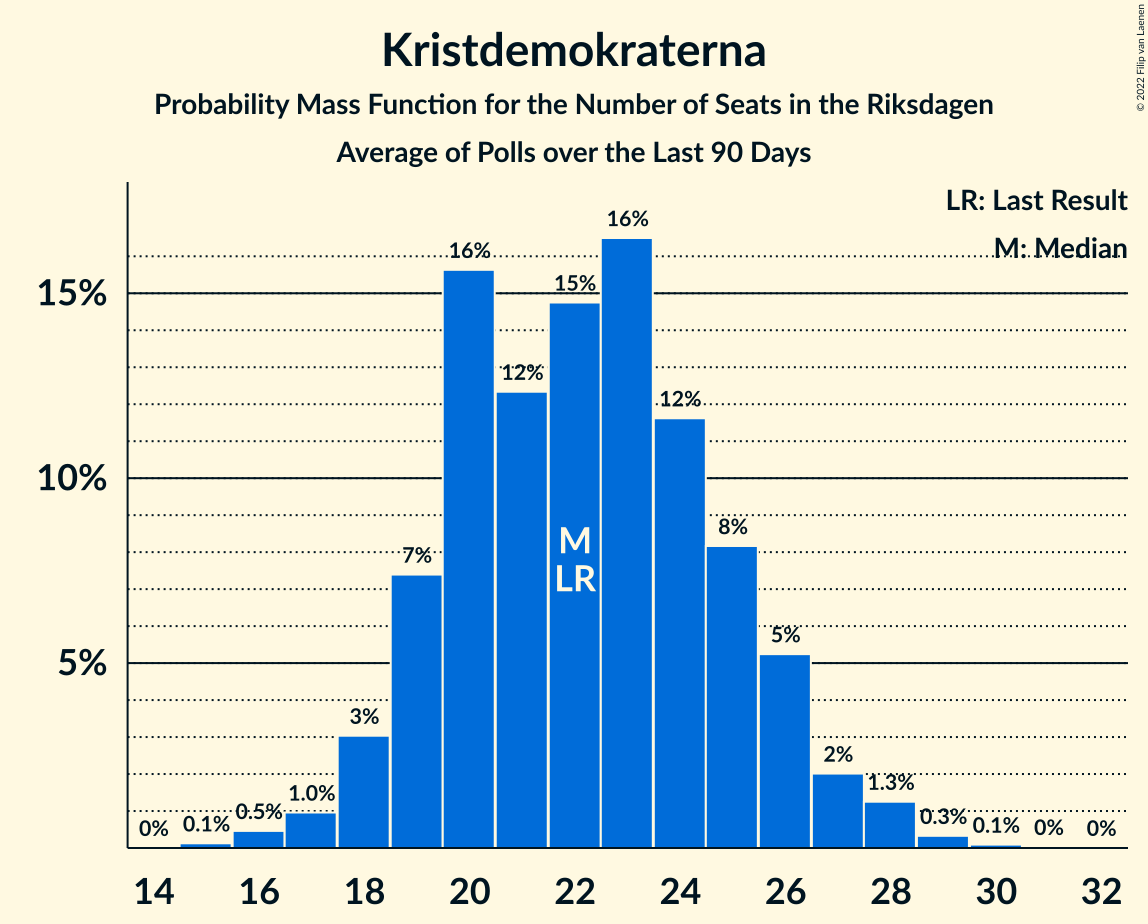 Kristdemokraterna
Probability Mass Function for the Number of Seats in the Riksdagen
Average of Polls over the Last 90 Days
© 2022 Filip van Laenen
LR: Last Result
M: Median
15%
10%
5%
0%
0.1%
0.5%
1.0%
3%
7%
16%
12%
15%
16%
12%
8%
5%
2%
1.3%
0.3%
0.1%
0%
0%
M
LR
14 16 18 20 22 24 26 28 30 32